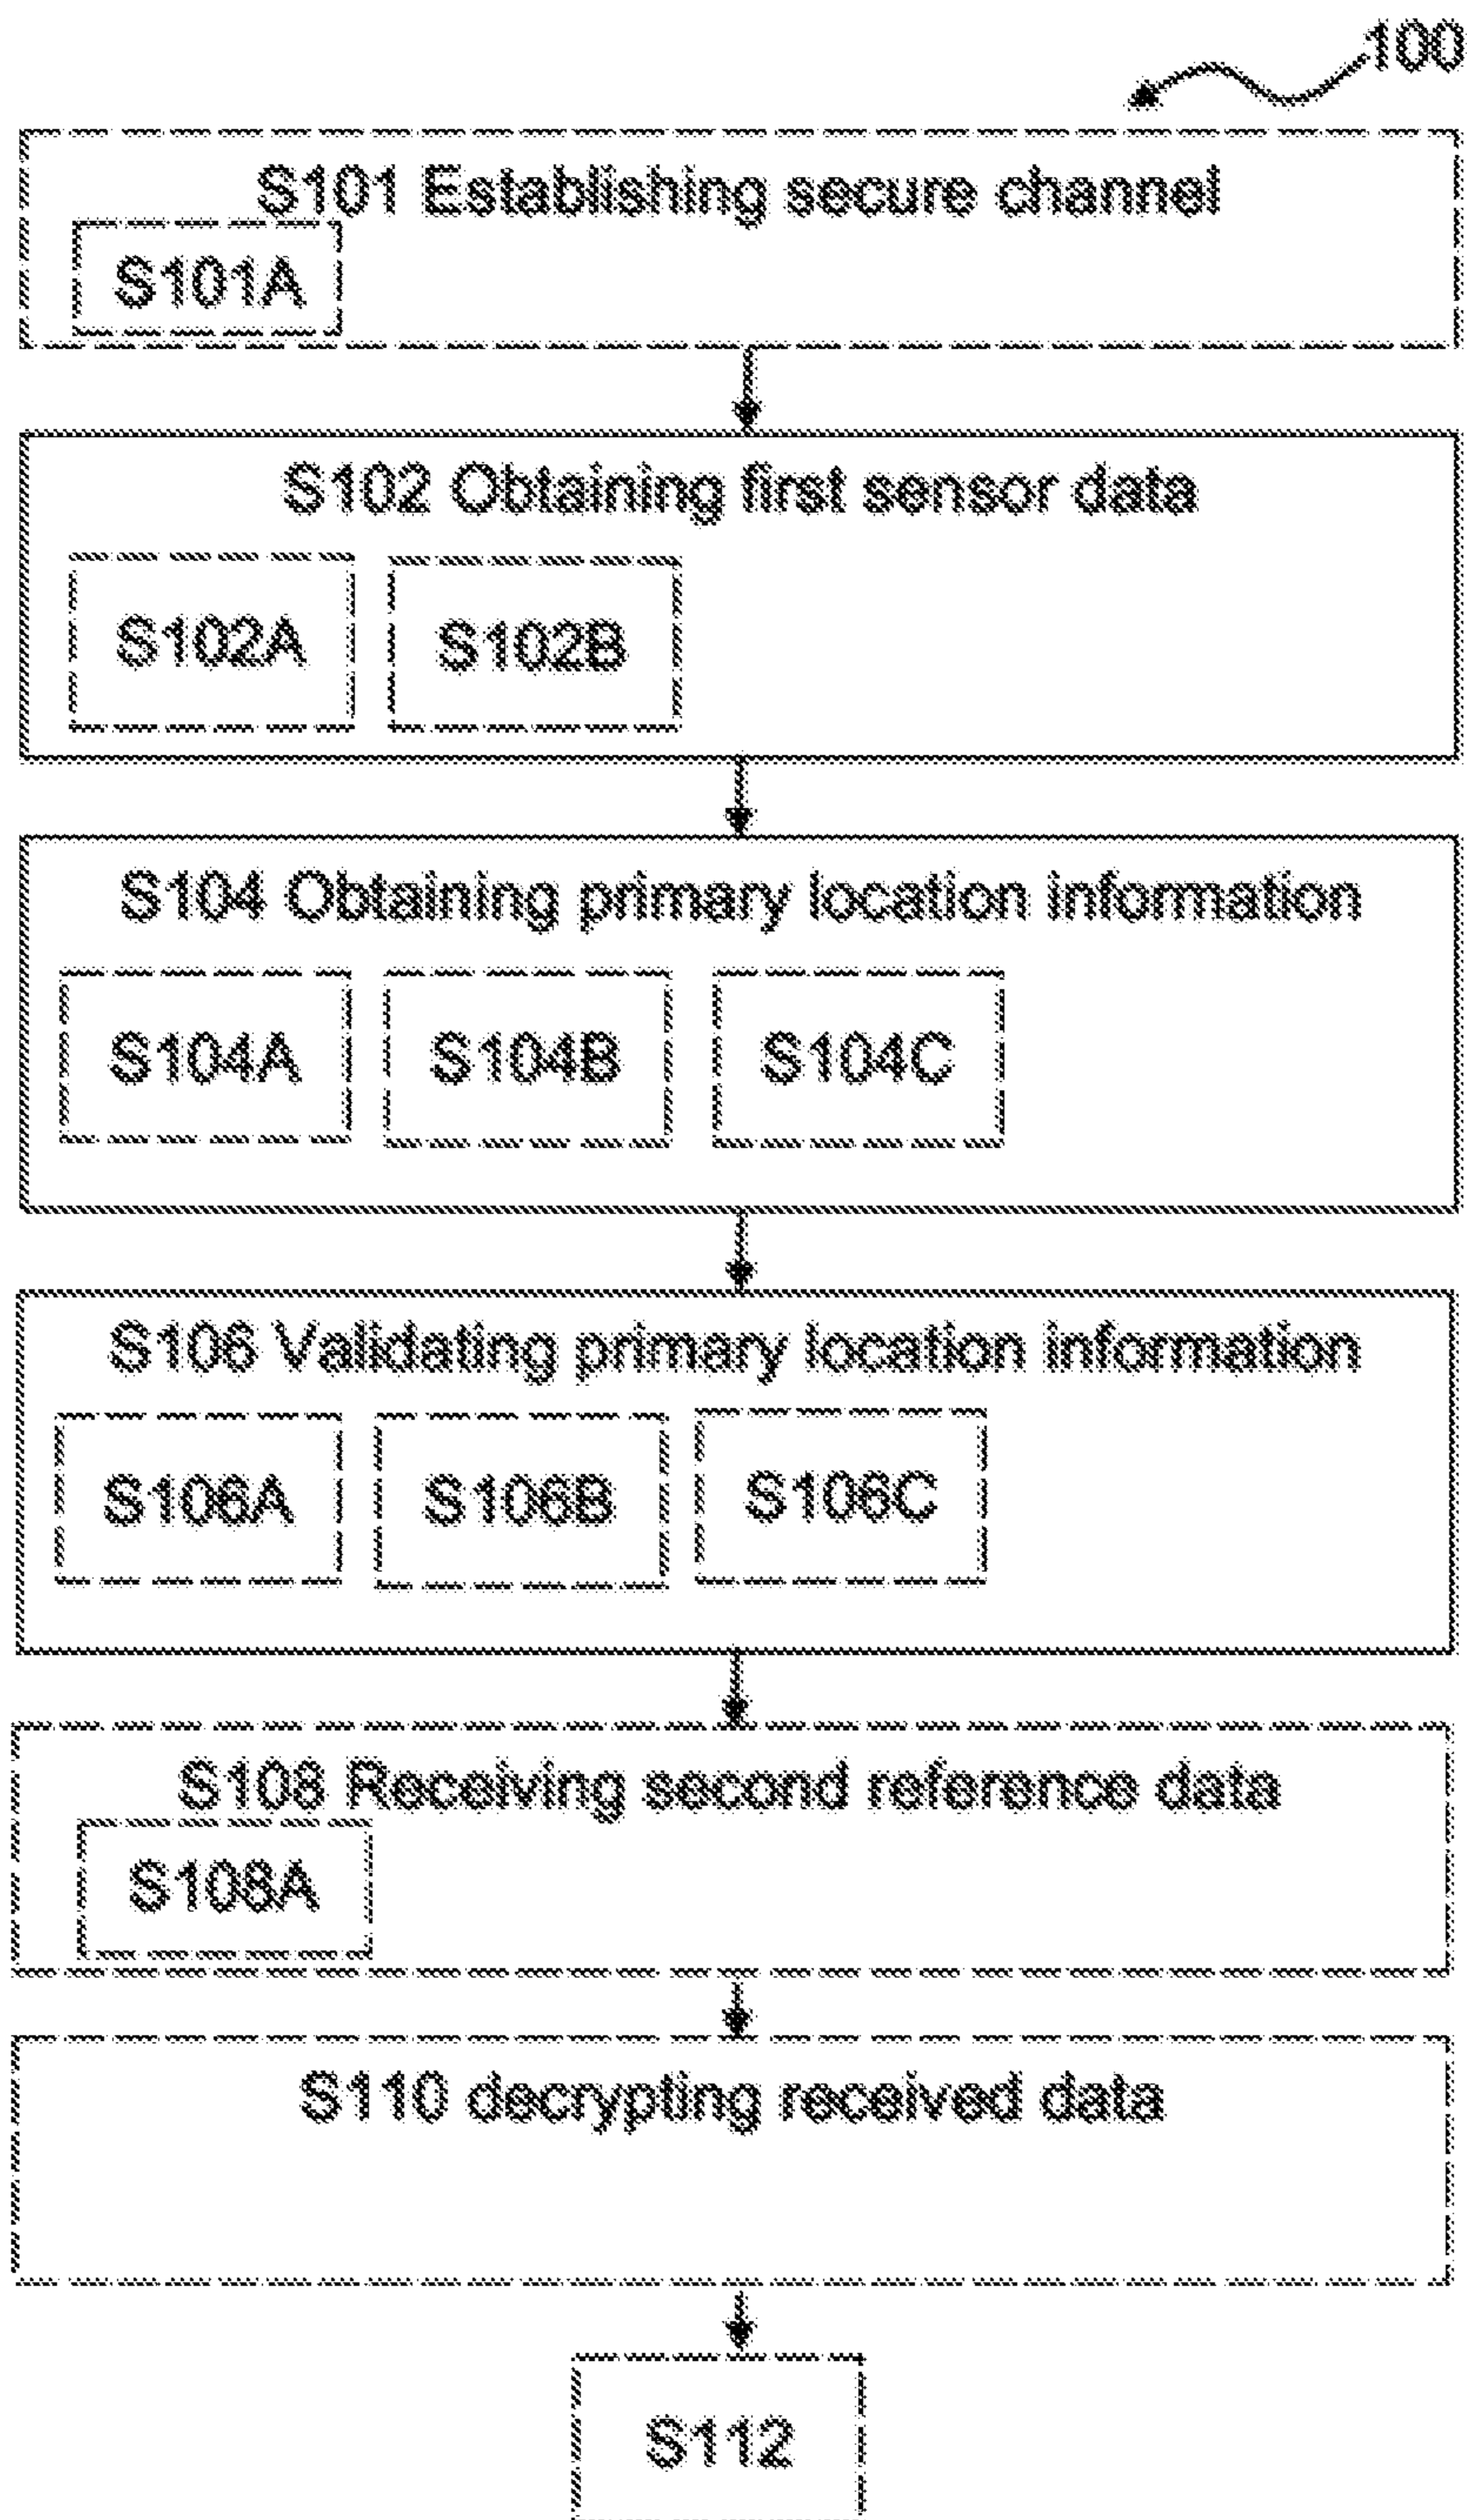 100
S101 Establishing secure channel
S101A
S102 Obtaining first sensor data
S102A S102B
S104 Obtaining primary location information
S104A S104B S104C
S106 Validating primary location information
S106A S106B S106C
S108 Receiving second reference data
S108A
S110 decrypting received data
S112